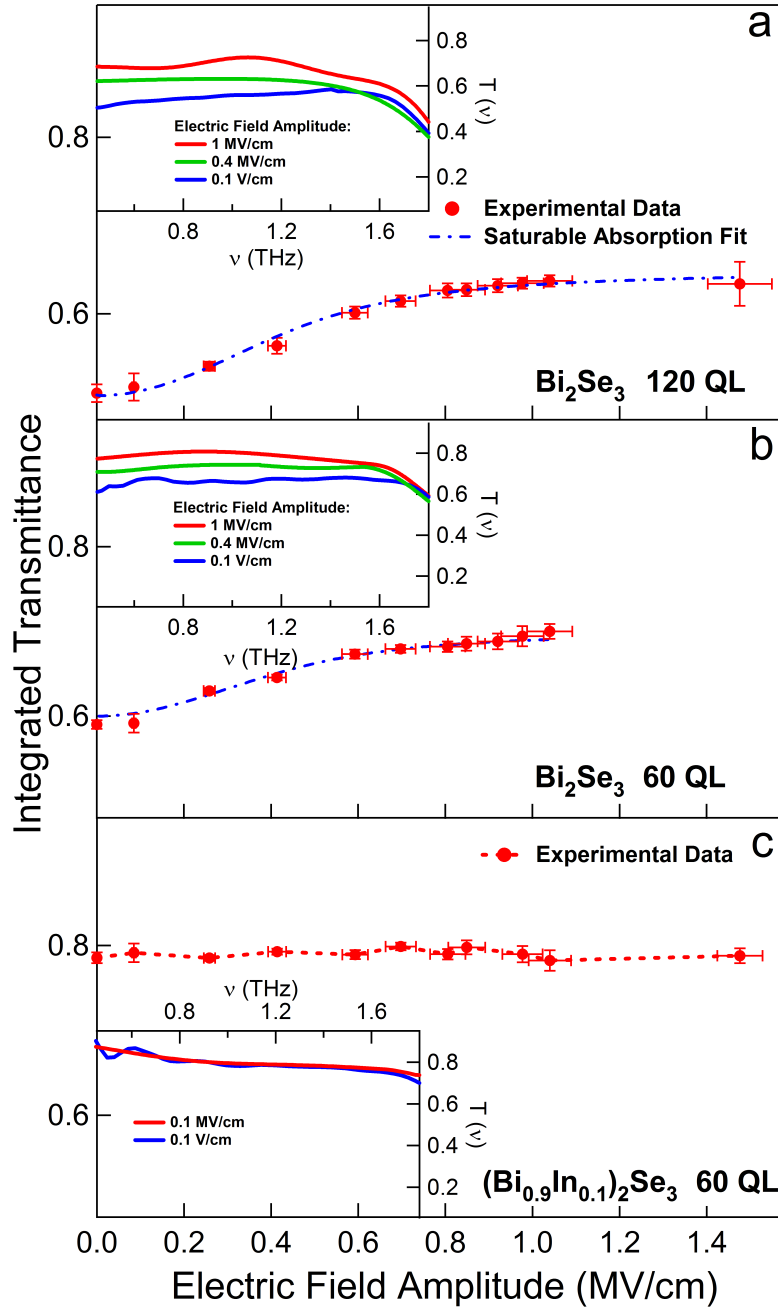 a
0.8
0.6
T (ν)
0.4
0.2
Electric Field Amplitude:
1 MV/cm
0.4 MV/cm
0.1 V/cm
0.8
0.8 1.2 1.6
ν (THz)
Experimental Data
Saturable Absorption Fit
0.6
Bi₂Se₃ 120 QL
b
0.8
0.6
T (ν)
0.4
0.2
Electric Field Amplitude:
1 MV/cm
0.4 MV/cm
0.1 V/cm
0.8
0.8 1.2 1.6
ν (THz)
0.6
Bi₂Se₃ 60 QL
Integrated Transmittance
c
Experimental Data
0.8
ν (THz)
0.8 1.2 1.6
0.8
0.6
T (ν)
0.4
0.2
0.1 MV/cm
0.1 V/cm
0.6
(Bi₀.₉In₀.₁)₂Se₃ 60 QL
0.0 0.2 0.4 0.6 0.8 1.0 1.2 1.4
Electric Field Amplitude (MV/cm)